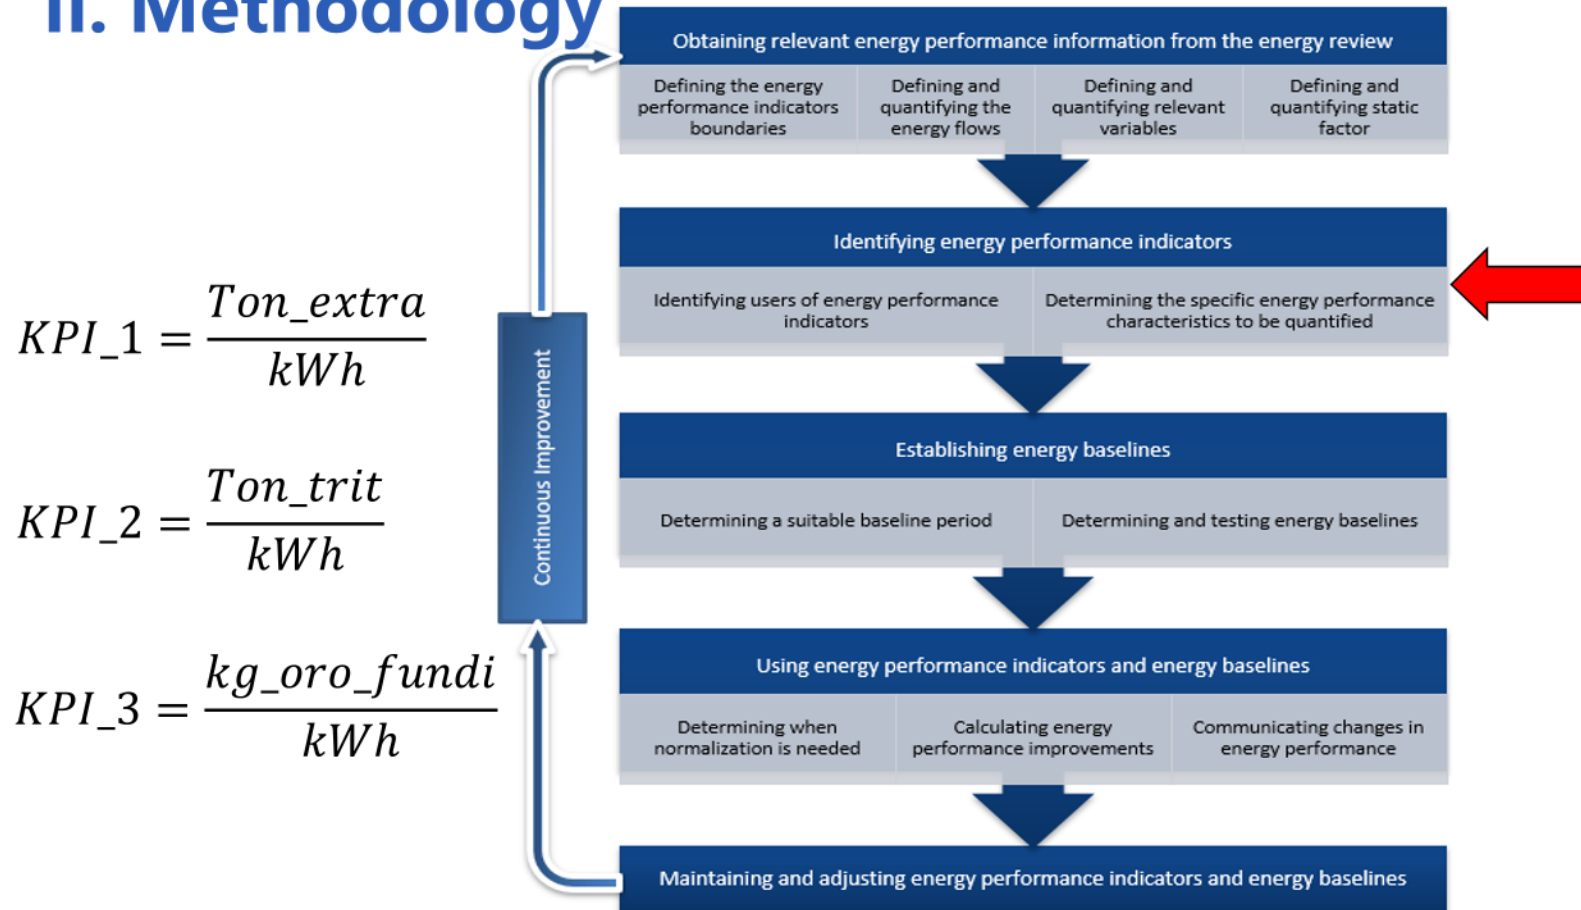 II. Methodology
Obtaining relevant energy performance information from the energy review
Defining the energy
performance indicators
boundaries
Defining and
quantifying the
energy flows
Defining and
quantifying relevant
variables
Defining and
quantifying static
factor
Identifying energy performance indicators
Identifying users of energy performance
indicators
Determining the specific energy performance
characteristics to be quantified
Establishing energy baselines
Determining a suitable baseline period
Determining and testing energy baselines
Using energy performance indicators and energy baselines
Determining when
normalization is needed
Calculating energy
performance improvements
Communicating changes in
energy performance
Maintaining and adjusting energy performance indicators and energy baselines
Continuous Improvement
KPI_1 = Ton_extra
kWh
KPI_2 = Ton_trit
kWh
KPI_3 = kg_oro_fundi
kWh